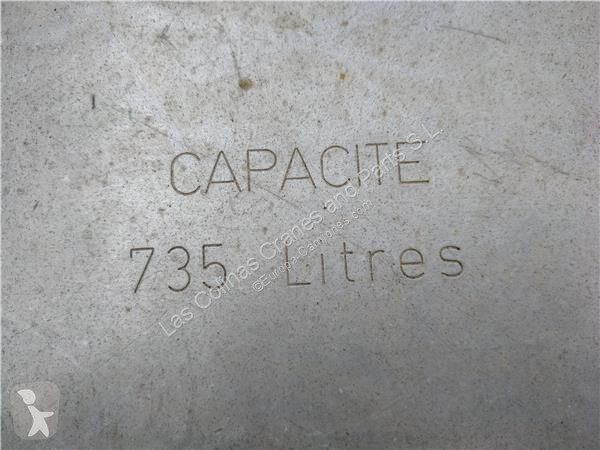 CAPACITE
735 Litres
Las Colinas Cranes and Parts S.L.